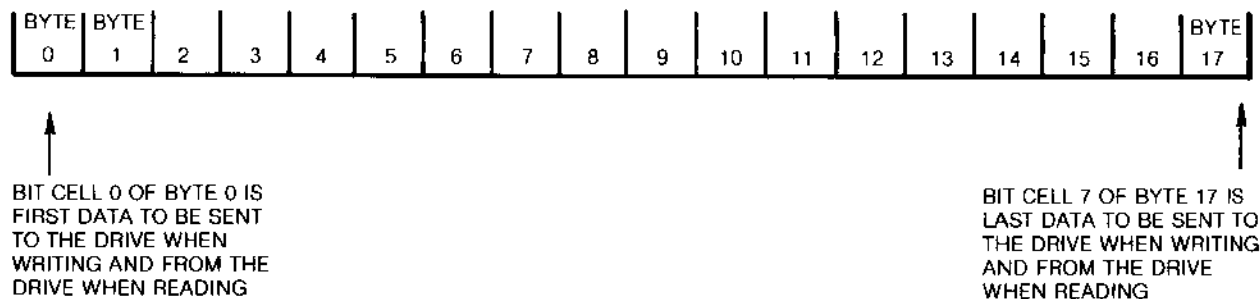 BYTE BYTE BYTE
0 1 2 3 4 5 6 7 8 9 10 11 12 13 14 15 16 17
BIT CELL 0 OF BYTE 0 IS
FIRST DATA TO BE SENT
TO THE DRIVE WHEN
WRITING AND FROM THE
DRIVE WHEN READING
BIT CELL 7 OF BYTE 17 IS
LAST DATA TO BE SENT TO
THE DRIVE WHEN WRITING
AND FROM THE DRIVE
WHEN READING